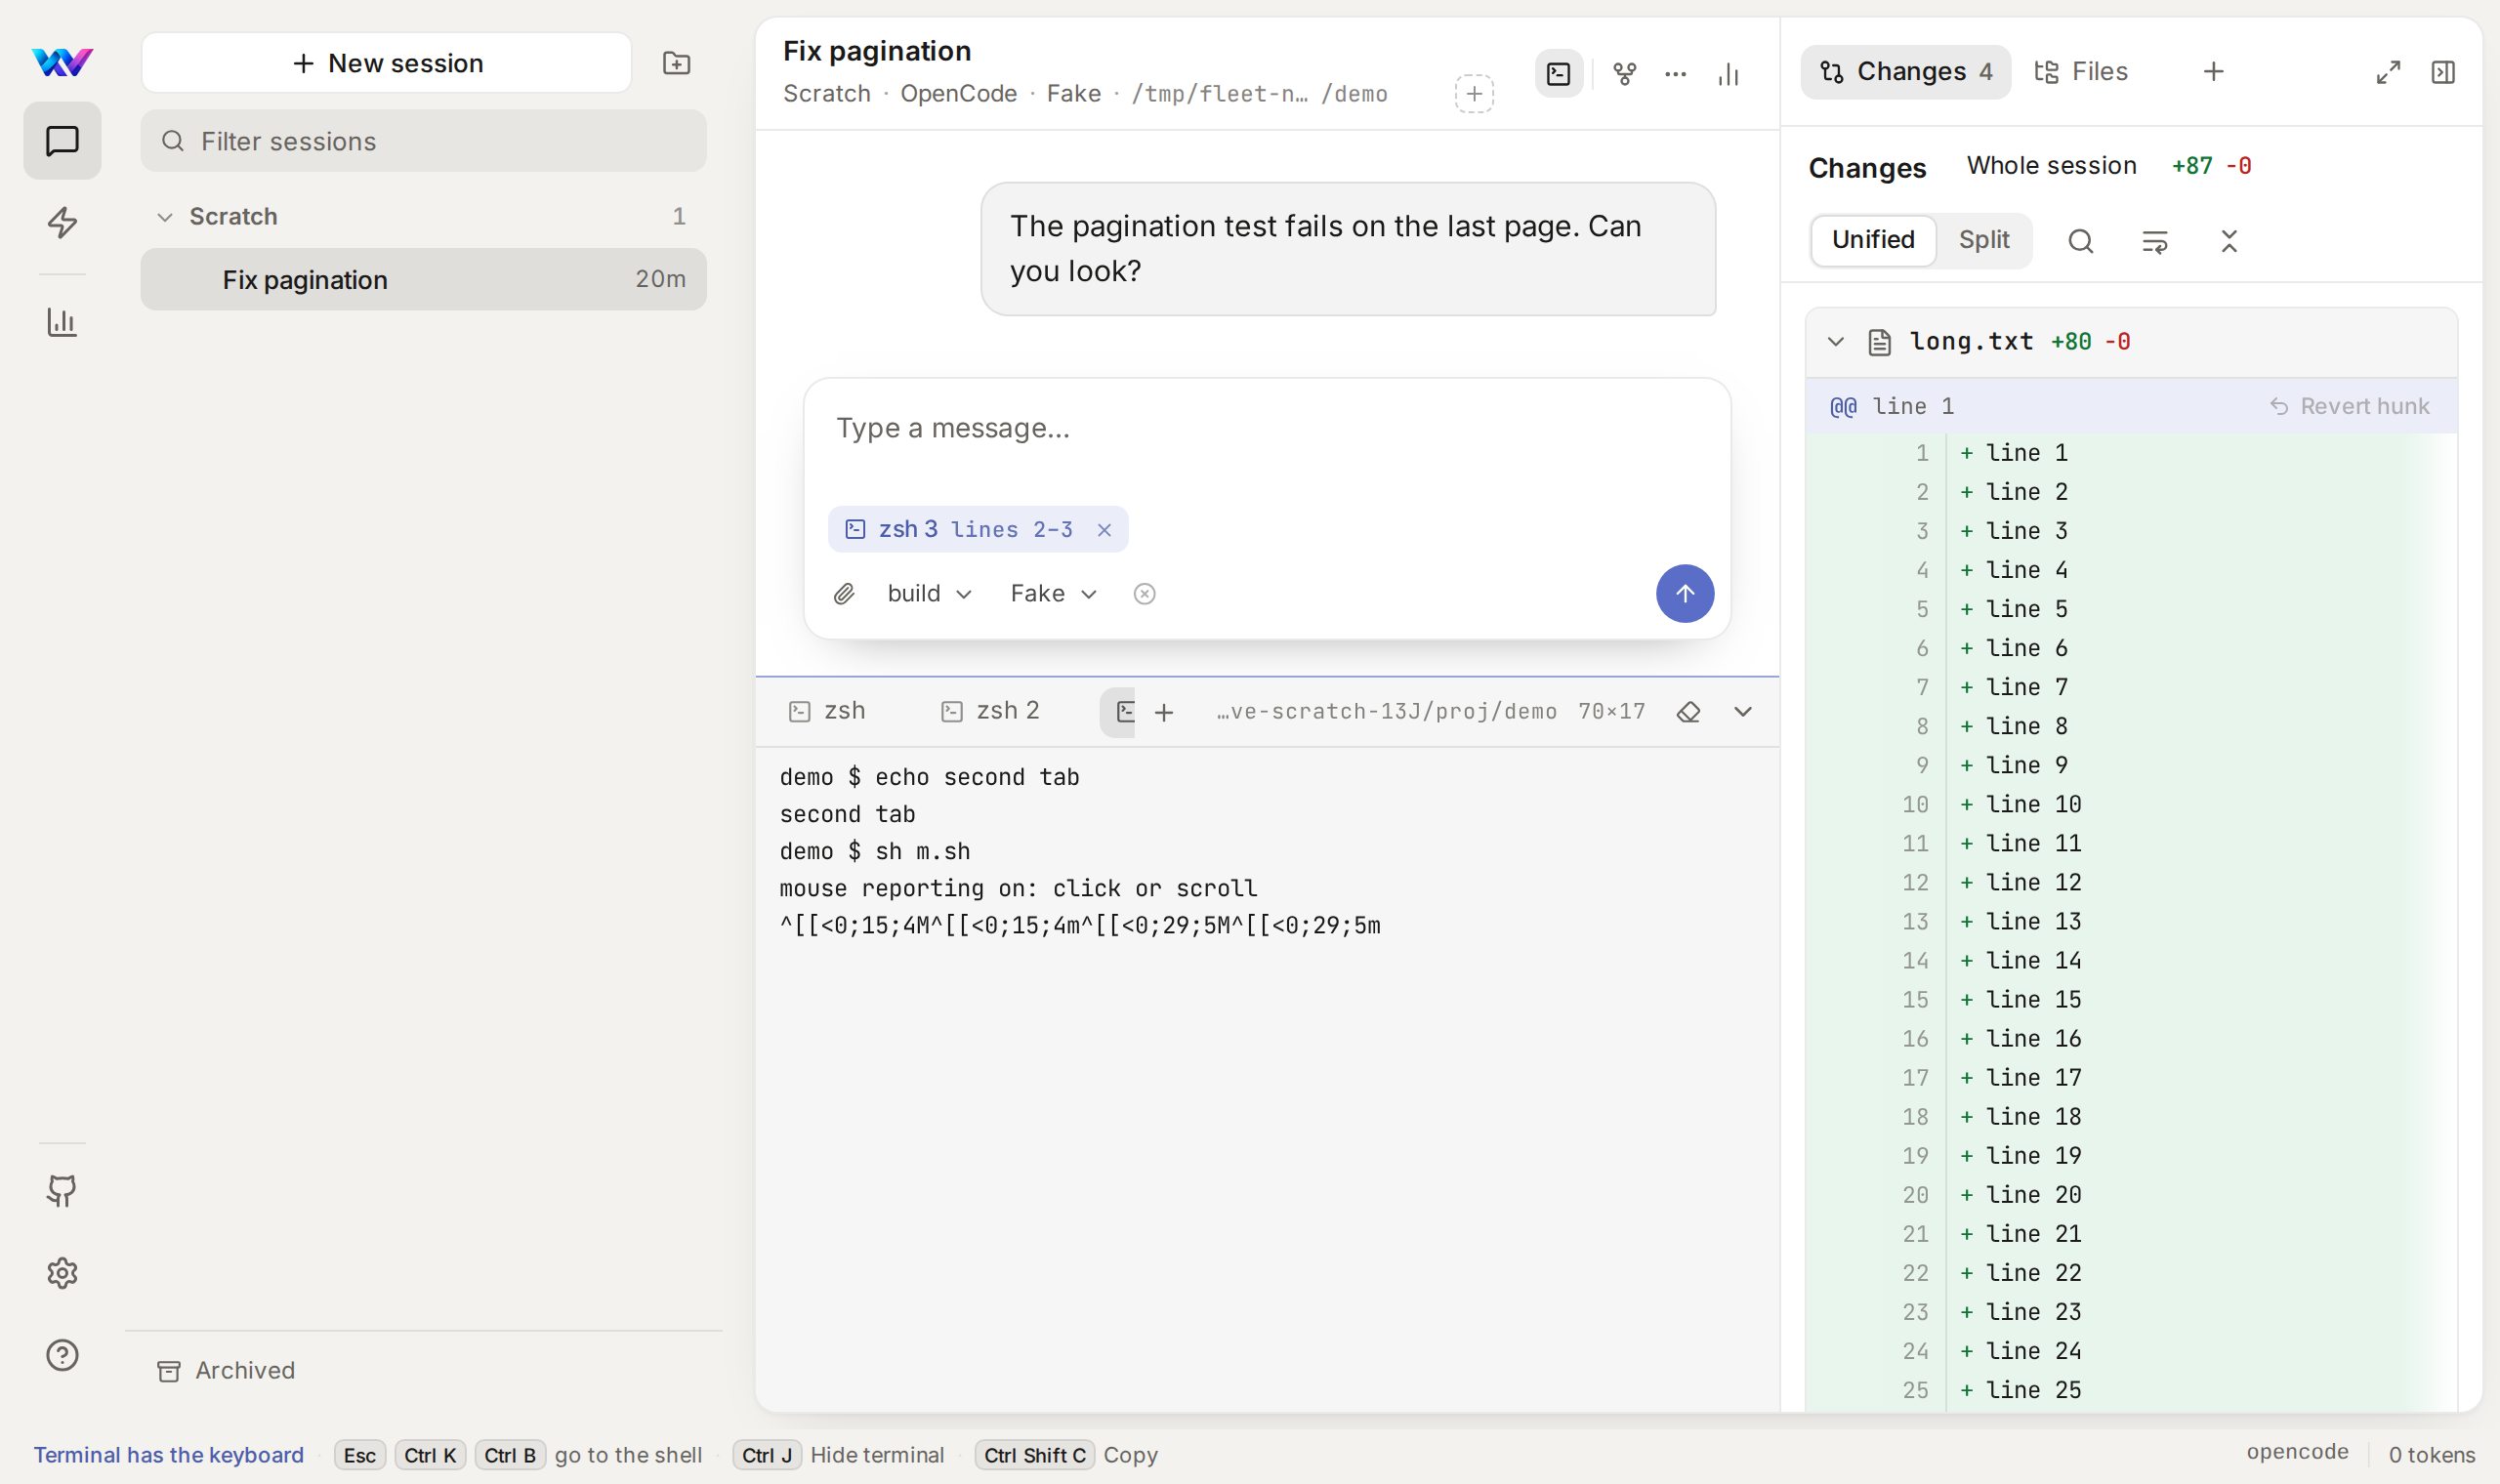 New session
Filter sessions
Scratch 1
Fix pagination 20m
Archived
Fix pagination
Scratch · OpenCode · Fake · /tmp/fleet-n… /demo
The pagination test fails on the last page. Can
you look?
Type a message...
zsh 3 lines 2–3
build Fake
zsh zsh 2 …ve-scratch-13J/proj/demo 70×17
demo $ echo second tab
second tab
demo $ sh m.sh
mouse reporting on: click or scroll
^[[<0;15;4M^[[<0;15;4m^[[<0;29;5M^[[<0;29;5m
Changes 4 Files
Changes Whole session +87 -0
Unified Split
long.txt +80 -0
@@ line 1 Revert hunk
1 + line 1
2 + line 2
3 + line 3
4 + line 4
5 + line 5
6 + line 6
7 + line 7
8 + line 8
9 + line 9
10 + line 10
11 + line 11
12 + line 12
13 + line 13
14 + line 14
15 + line 15
16 + line 16
17 + line 17
18 + line 18
19 + line 19
20 + line 20
21 + line 21
22 + line 22
23 + line 23
24 + line 24
25 + line 25
Terminal has the keyboard · Esc Ctrl K Ctrl B go to the shell · Ctrl J Hide terminal · Ctrl Shift C Copy
opencode 0 tokens